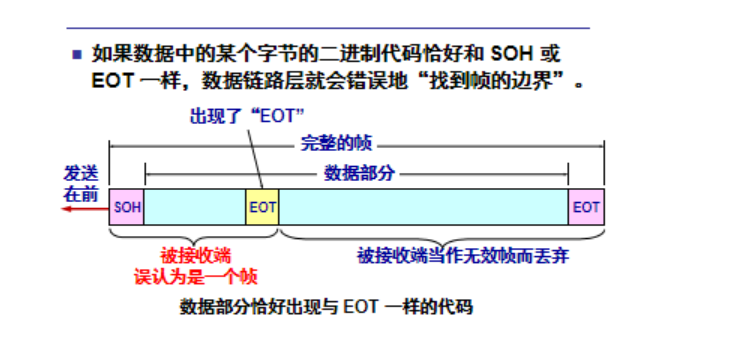 如果数据中的某个字节的二进制代码恰好和 SOH 或
EOT 一样，数据链路层就会错误地“找到帧的边界”。
出现了“EOT”
完整的帧
发送
在前
数据部分
SOH
EOT
EOT
被接收端
误认为是一个帧
被接收端当作无效帧而丢弃
数据部分恰好出现与 EOT 一样的代码